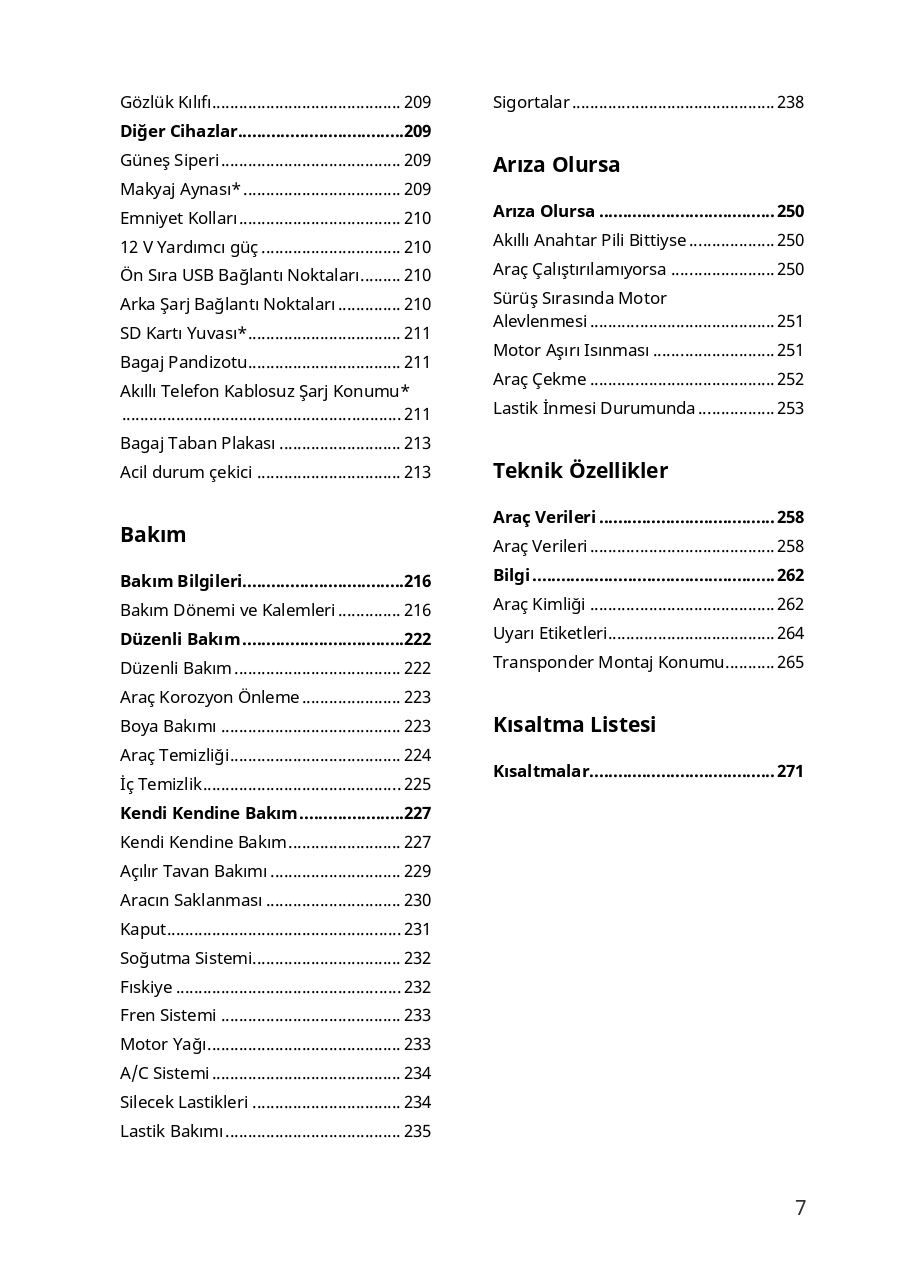 Gözlük Kılıfı.......................................... 209
Diğer Cihazlar...................................209
Güneş Siperi........................................ 209
Makyaj Aynası*................................... 209
Emniyet Kolları.................................... 210
12 V Yardımcı güç............................... 210
Ön Sıra USB Bağlantı Noktaları......... 210
Arka Şarj Bağlantı Noktaları.............. 210
SD Kartı Yuvası*.................................. 211
Bagaj Pandizotu.................................. 211
Akıllı Telefon Kablosuz Şarj Konumu*
.............................................................. 211
Bagaj Taban Plakası ........................... 213
Acil durum çekici ................................ 213
Bakım
Bakım Bilgileri..................................216
Bakım Dönemi ve Kalemleri.............. 216
Düzenli Bakım..................................222
Düzenli Bakım..................................... 222
Araç Korozyon Önleme...................... 223
Boya Bakımı ........................................ 223
Araç Temizliği...................................... 224
İç Temizlik............................................ 225
Kendi Kendine Bakım......................227
Kendi Kendine Bakım......................... 227
Açılır Tavan Bakımı............................. 229
Aracın Saklanması .............................. 230
Kaput.................................................... 231
Soğutma Sistemi................................. 232
Fıskiye .................................................. 232
Fren Sistemi ........................................ 233
Motor Yağı........................................... 233
A/C Sistemi.......................................... 234
Silecek Lastikleri ................................. 234
Lastik Bakımı....................................... 235
Sigortalar............................................. 238
Arıza Olursa
Arıza Olursa ..................................... 250
Akıllı Anahtar Pili Bittiyse................... 250
Araç Çalıştırılamıyorsa ....................... 250
Sürüş Sırasında Motor
Alevlenmesi......................................... 251
Motor Aşırı Isınması ........................... 251
Araç Çekme ......................................... 252
Lastik İnmesi Durumunda................. 253
Teknik Özellikler
Araç Verileri ..................................... 258
Araç Verileri......................................... 258
Bilgi................................................... 262
Araç Kimliği ......................................... 262
Uyarı Etiketleri..................................... 264
Transponder Montaj Konumu........... 265
Kısaltma Listesi
Kısaltmalar....................................... 271
7